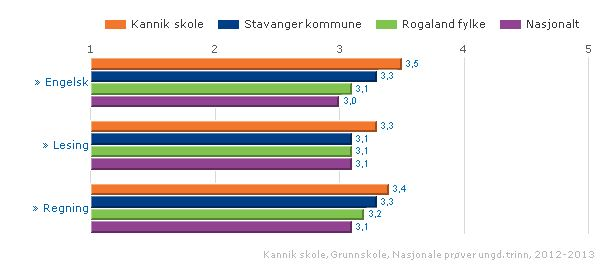 Kannik skole Stavanger kommune Rogaland fylke Nasjonalt
1 2 3 4 5
3,5
3,3
» Engelsk
3,1
3,0
3,3
3,1
» Lesing
3,1
3,1
3,4
3,3
» Regning
3,2
3,1
Kannik skole, Grunnskole, Nasjonale prøver ungd.trinn, 2012-2013